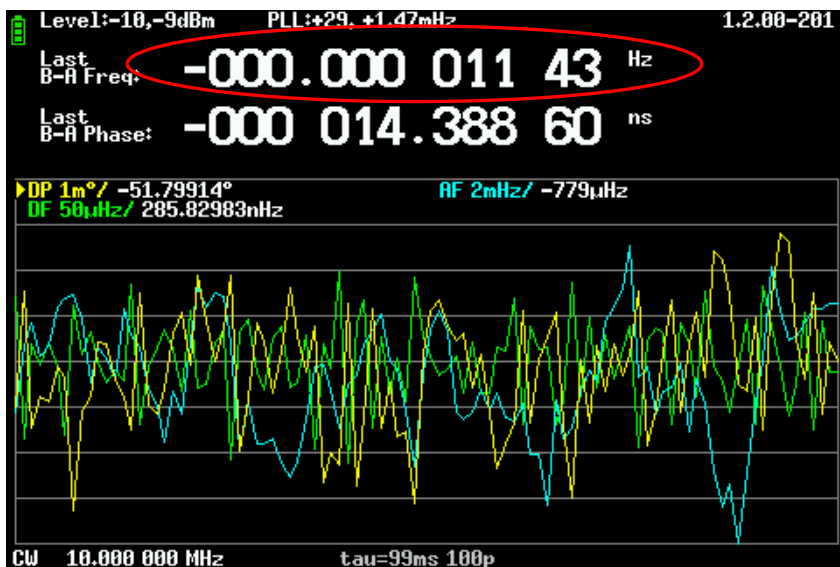 Level:-10,-9dBm PLL:+29, +1.47mHz 1.2.00-201
Last
B-A Freq: -000.000 011 43 Hz
Last
B-A Phase: -000 014.388 60 ns
DP 1m°/ -51.79914° AF 2mHz/ -779µHz
DF 50µHz/ 285.82983nHz
CW 10.000 000 MHz tau=99ms 100p